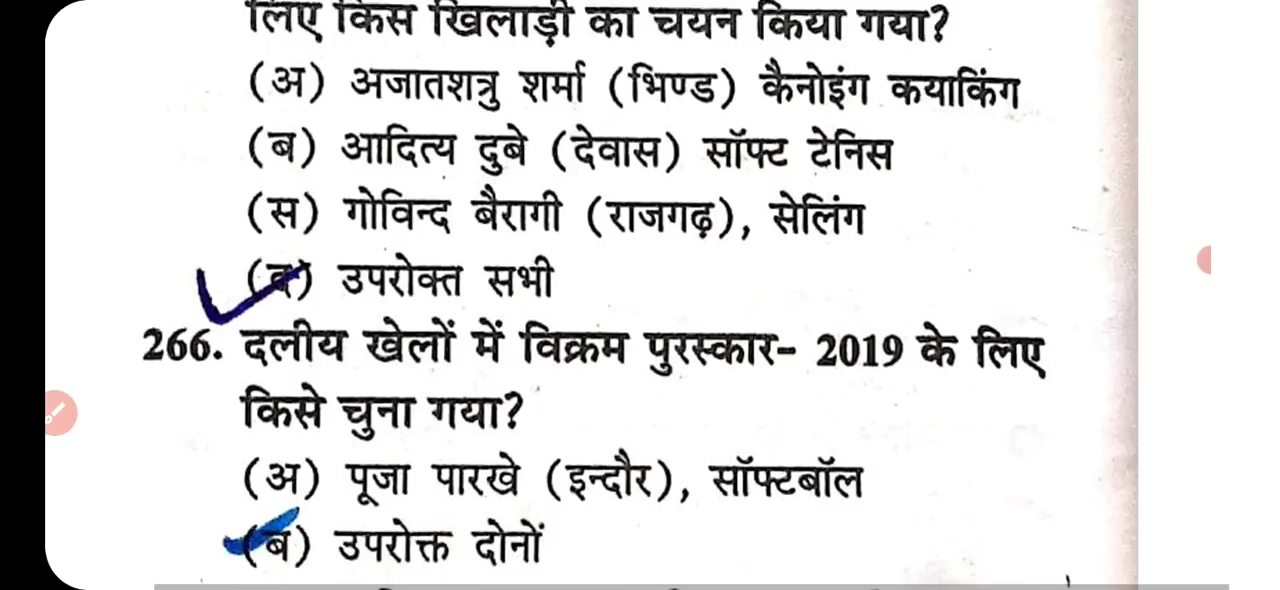 लिए किस खिलाड़ी का चयन किया गया?
(अ) अजातशत्रु शर्मा (भिण्ड) कैनोइंग कयाकिंग
(ब) आदित्य दुबे (देवास) सॉफ्ट टेनिस
(स) गोविन्द बैरागी (राजगढ़), सेलिंग
(द) उपरोक्त सभी
266. दलीय खेलों में विक्रम पुरस्कार- 2019 के लिए
किसे चुना गया?
(अ) पूजा पारखे (इन्दौर), सॉफ्टबॉल
(ब) उपरोक्त दोनों